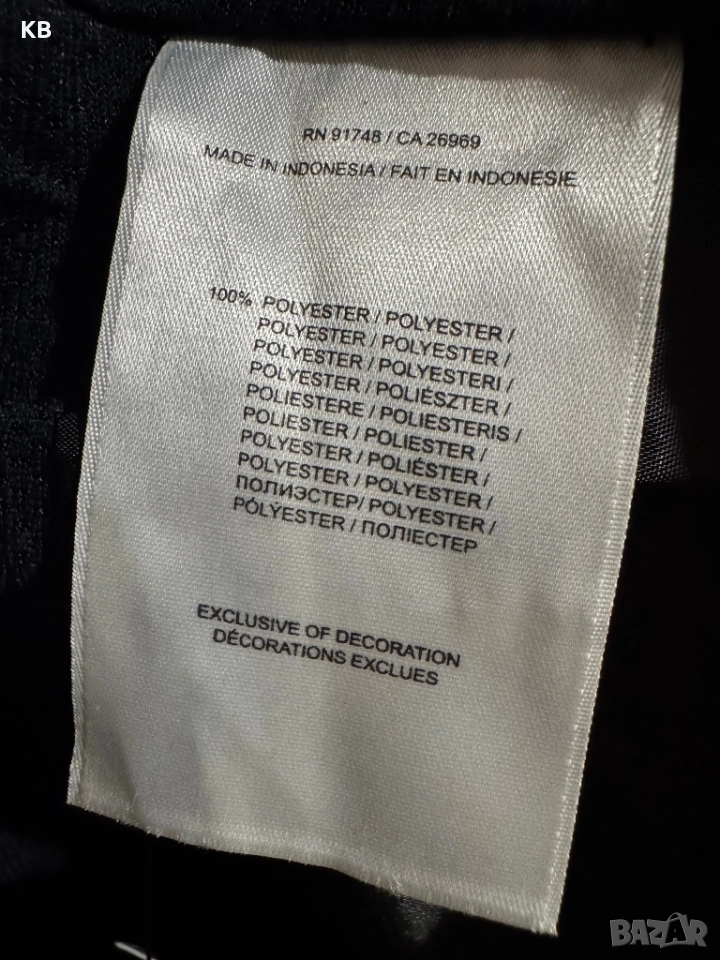 KB
RN 91748 / CA 26969
MADE IN INDONESIA / FAIT EN INDONESIE
100% POLYESTER / POLYESTER /
POLYESTER / POLYESTER /
POLYESTER / POLYESTERI /
POLYESTER / POLIÉSZTER /
POLIESTERE / POLIESTERIS /
POLIESTER / POLIESTER /
POLYESTER / POLIÉSTER /
POLYESTER / POLYESTER /
ПОЛИЭСТЕР/ POLYESTER /
PÓLÝESTER / ПОЛІЕСТЕР
EXCLUSIVE OF DECORATION
DÉCORATIONS EXCLUES
BAZAR